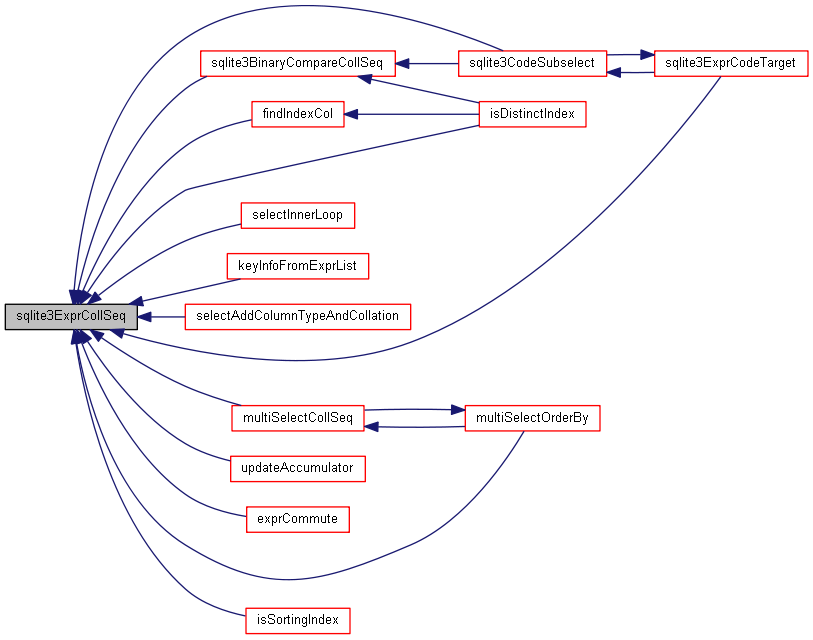 sqlite3BinaryCompareCollSeq
sqlite3CodeSubselect
sqlite3ExprCodeTarget
findIndexCol
isDistinctIndex
selectInnerLoop
keyInfoFromExprList
sqlite3ExprCollSeq
selectAddColumnTypeAndCollation
multiSelectCollSeq
multiSelectOrderBy
updateAccumulator
exprCommute
isSortingIndex